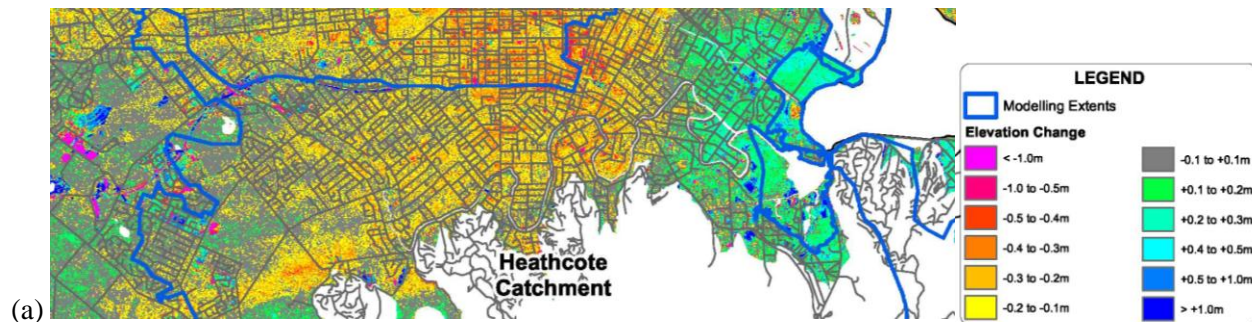 (a)
Heathcote
Catchment
LEGEND
Modelling Extents
Elevation Change
< -1.0m
-1.0 to -0.5m
-0.5 to -0.4m
-0.4 to -0.3m
-0.3 to -0.2m
-0.2 to -0.1m
-0.1 to +0.1m
+0.1 to +0.2m
+0.2 to +0.3m
+0.4 to +0.5m
+0.5 to +1.0m
> +1.0m